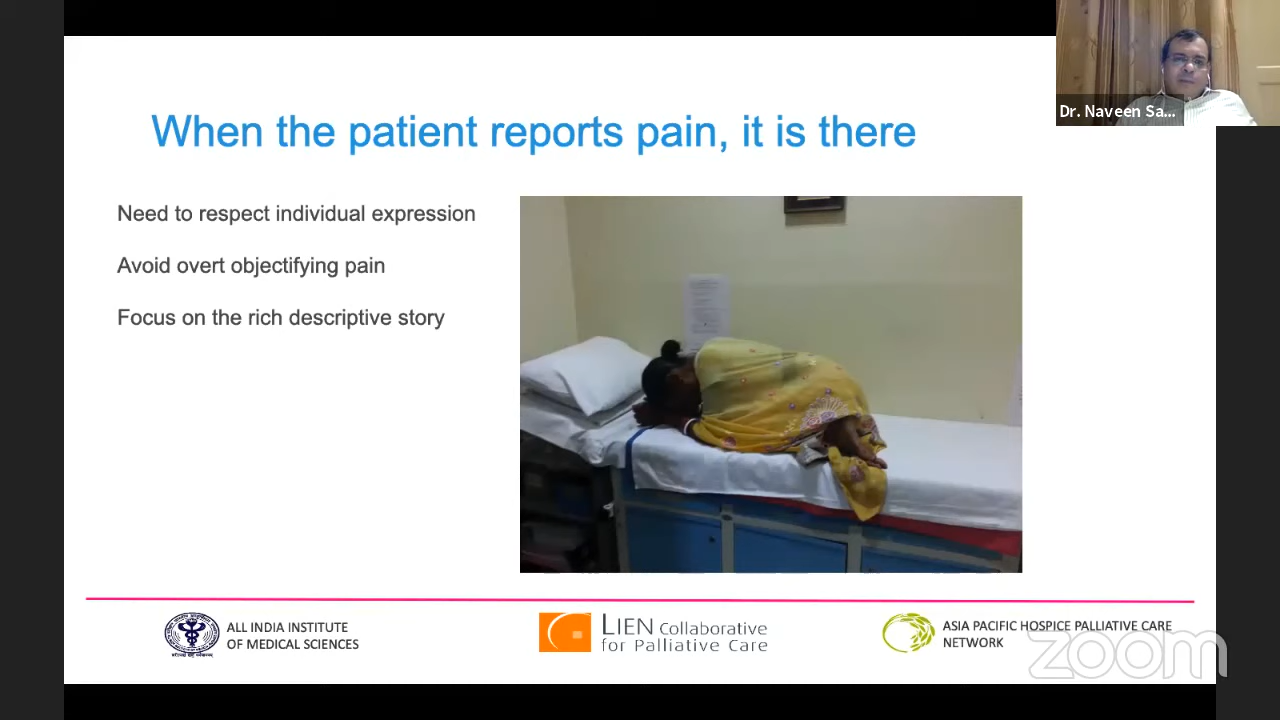 Dr. Naveen Sa...
When the patient reports pain, it is there
Need to respect individual expression
Avoid overt objectifying pain
Focus on the rich descriptive story
ALL INDIA INSTITUTE
OF MEDICAL SCIENCES
LIEN Collaborative
for Palliative Care
ASIA PACIFIC HOSPICE PALLIATIVE CARE
NETWORK
zoom